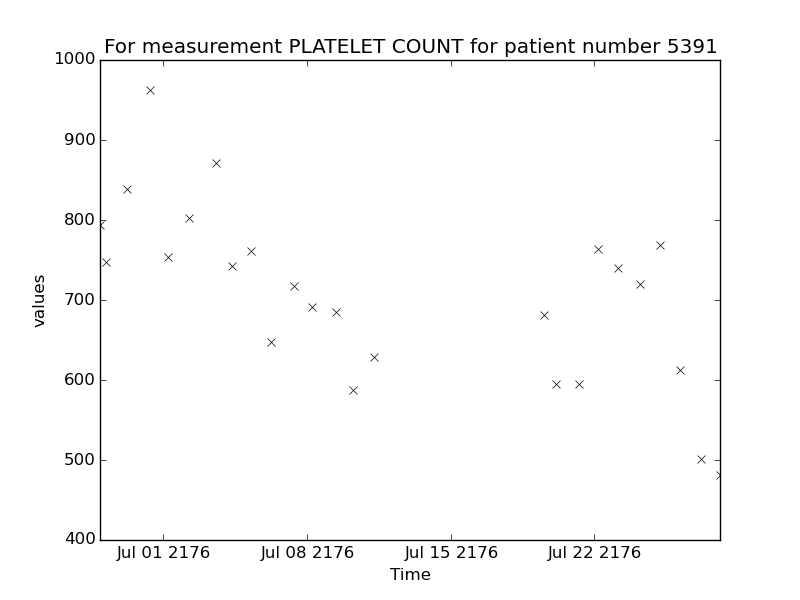 For measurement PLATELET COUNT for patient number 5391
1000
900
800
700
600
500
400
values
Jul 01 2176 Jul 08 2176 Jul 15 2176 Jul 22 2176
Time